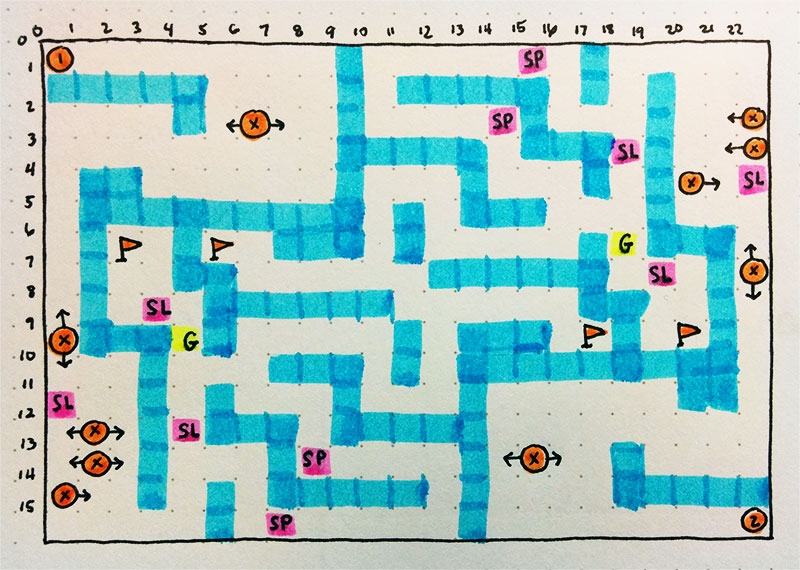 0 1 2 3 4 5 6 7 8 9 10 11 12 13 14 15 16 17 18 19 20 21 22
0
1 SP
1
2
X SP X
3
SL X
4
X SL
5
6
G
7
SL X
8
SL
9
X G
10
11
SL
12
X SL
13
X SP X
14
X
15
SP 2